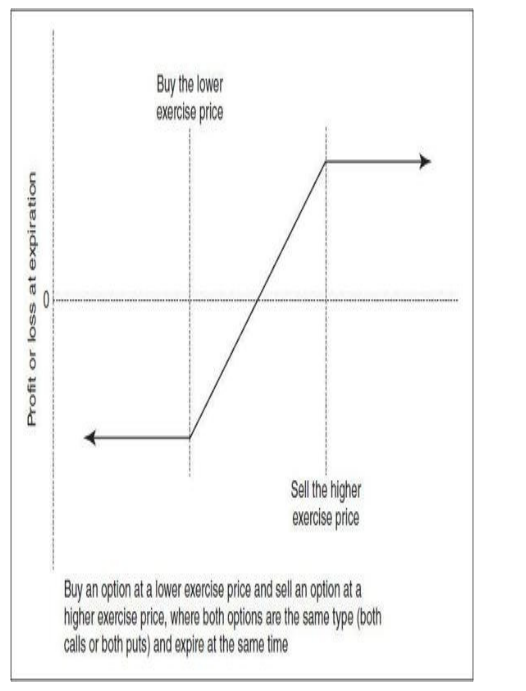 Buy the lower
exercise price
Profit or loss at expiration
0
Sell the higher
exercise price
Buy an option at a lower exercise price and sell an option at a
higher exercise price, where both options are the same type (both
calls or both puts) and expire at the same time